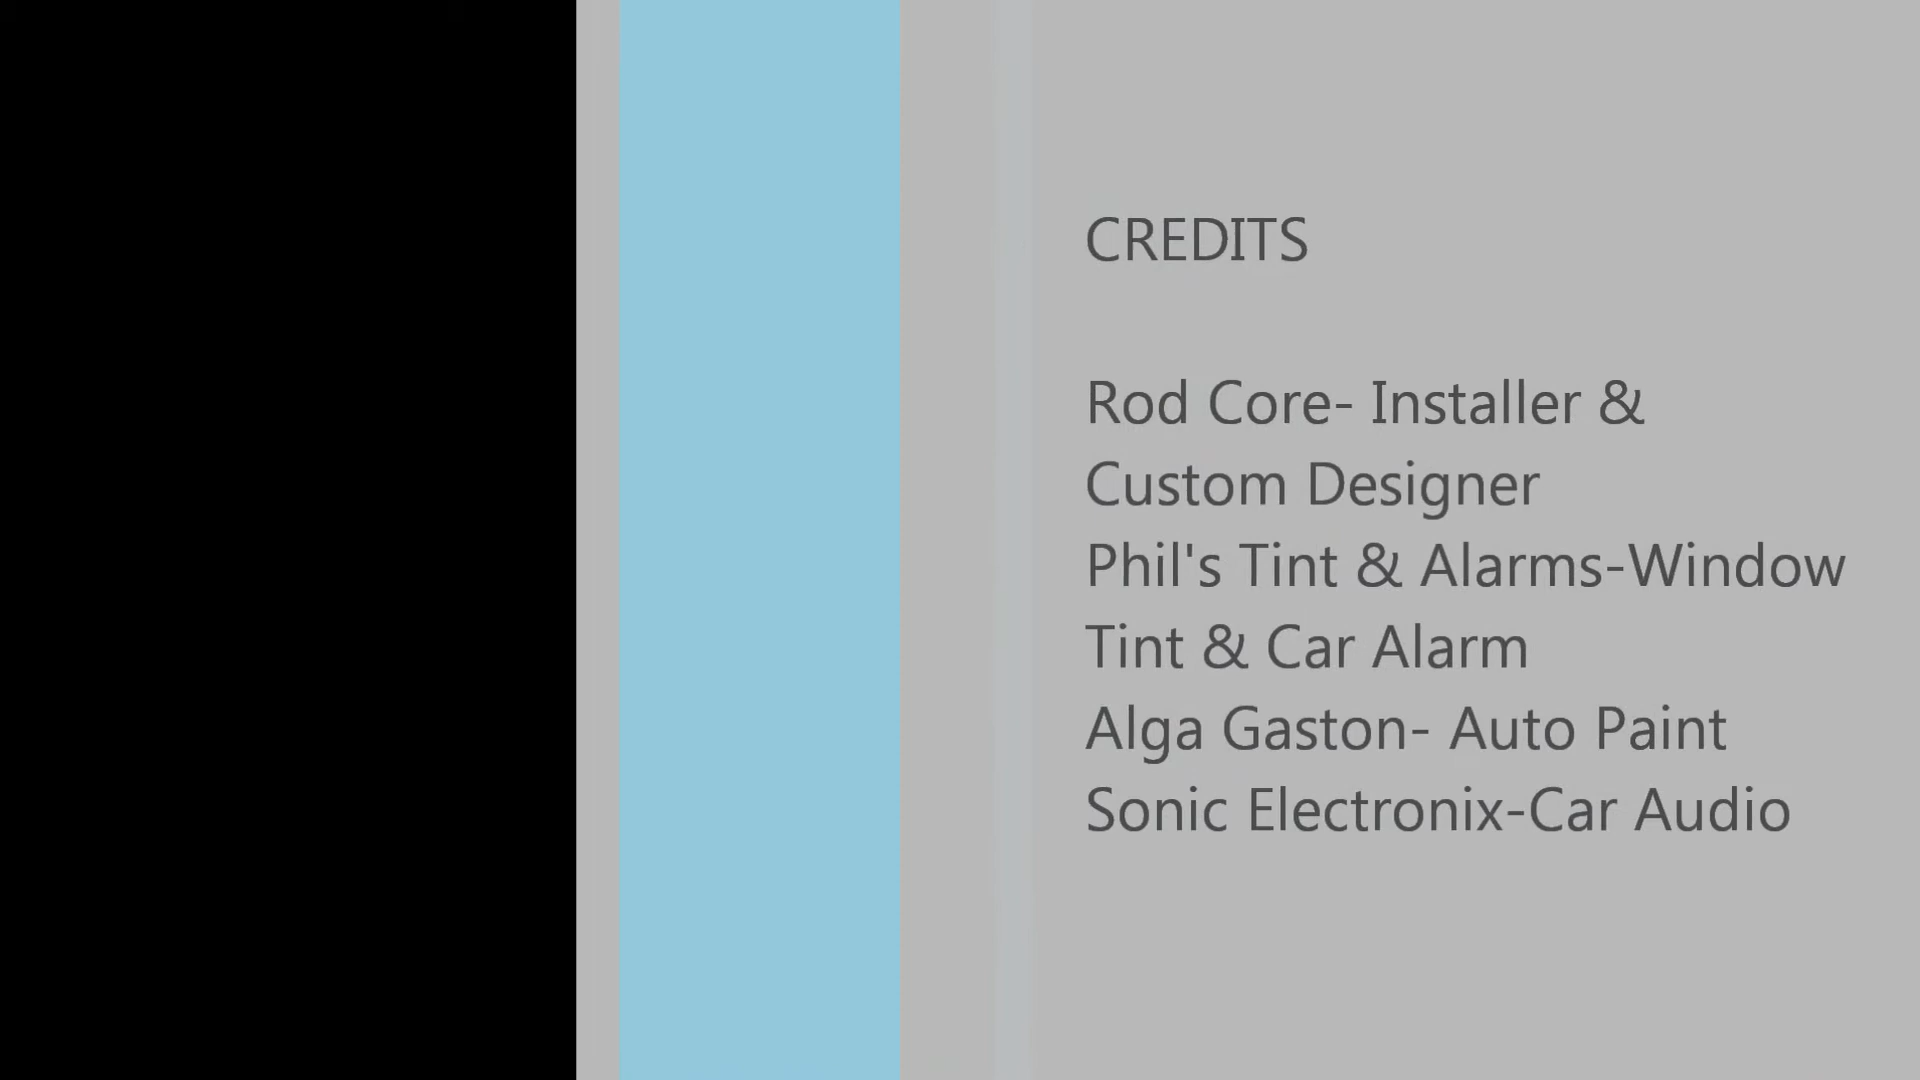 CREDITS
Rod Core- Installer &
Custom Designer
Phil's Tint & Alarms-Window
Tint & Car Alarm
Alga Gaston- Auto Paint
Sonic Electronix-Car Audio